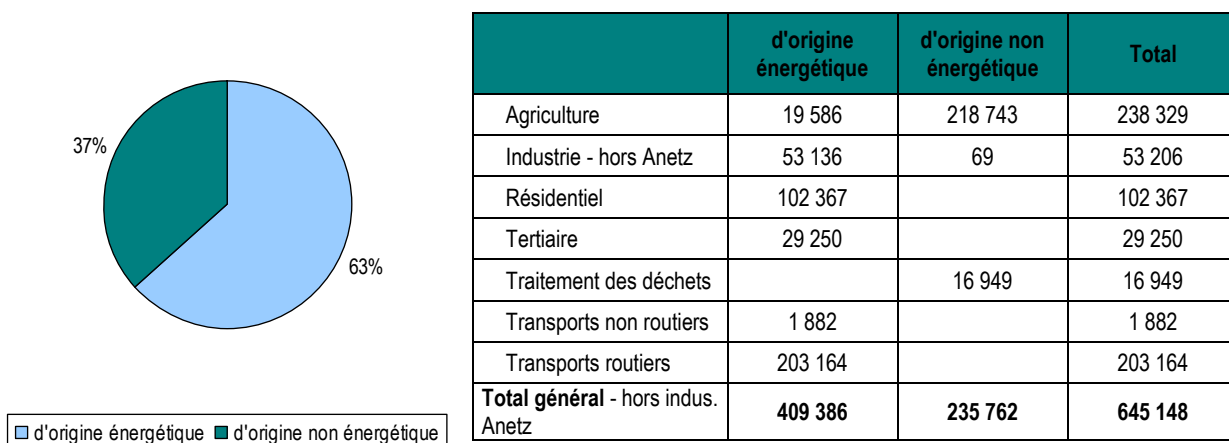 37%
63%
d'origine énergétique d'origine non énergétique
d'origine énergétique d'origine non énergétique Total
Agriculture 19 586 218 743 238 329
Industrie - hors Anetz 53 136 69 53 206
Résidentiel 102 367 102 367
Tertiaire 29 250 29 250
Traitement des déchets 16 949 16 949
Transports non routiers 1 882 1 882
Transports routiers 203 164 203 164
Total général - hors indus. Anetz 409 386 235 762 645 148